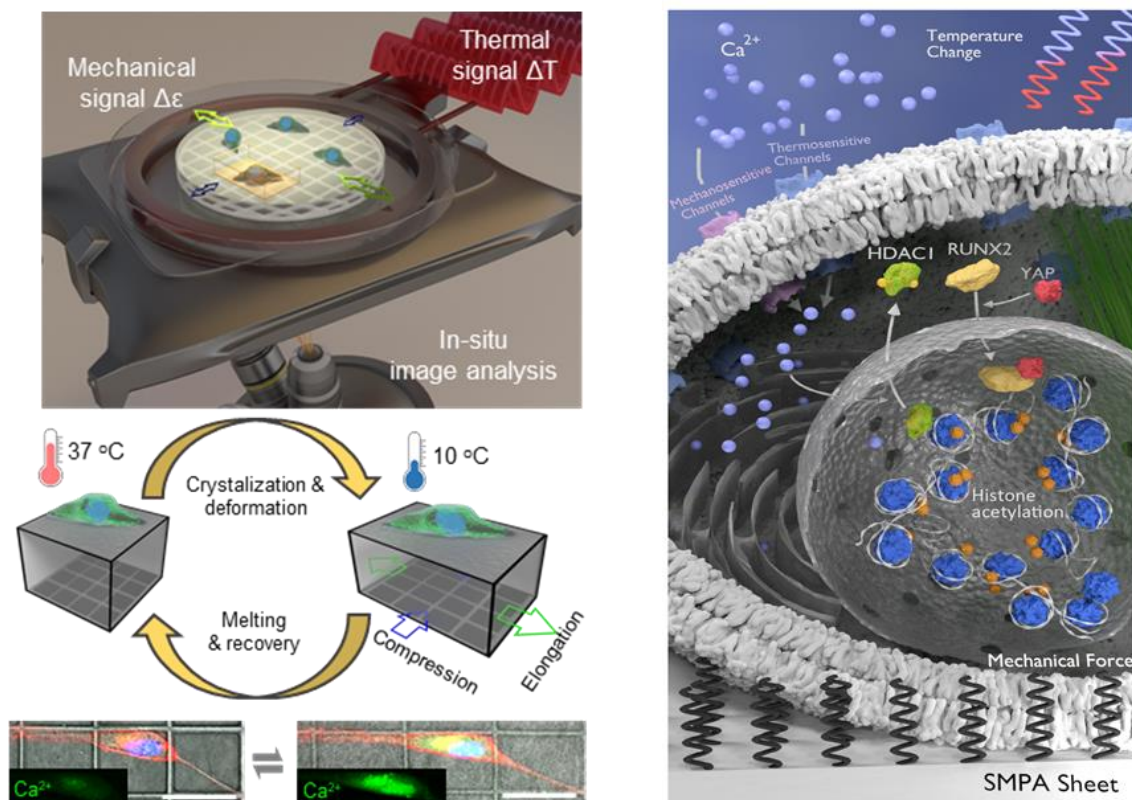 Mechanical
signal Δε
Thermal
signal ΔT
In-situ
image analysis
37 °C
10 °C
Crystalization &
deformation
Melting
& recovery
Compression
Elongation
Ca²⁺
Ca²⁺
Ca²⁺
Temperature
Change
Thermosensitive
Channels
Mechanosensitive
Channels
HDAC1
RUNX2
YAP
Histone
acetylation
Mechanical Force
SMPA Sheet